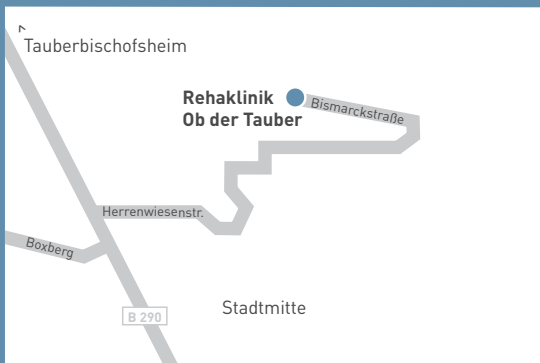 Tauberbischofsheim
Rehaklinik
Ob der Tauber
Bismarckstraße
Herrenwiesenstr.
Boxberg
B 290
Stadtmitte